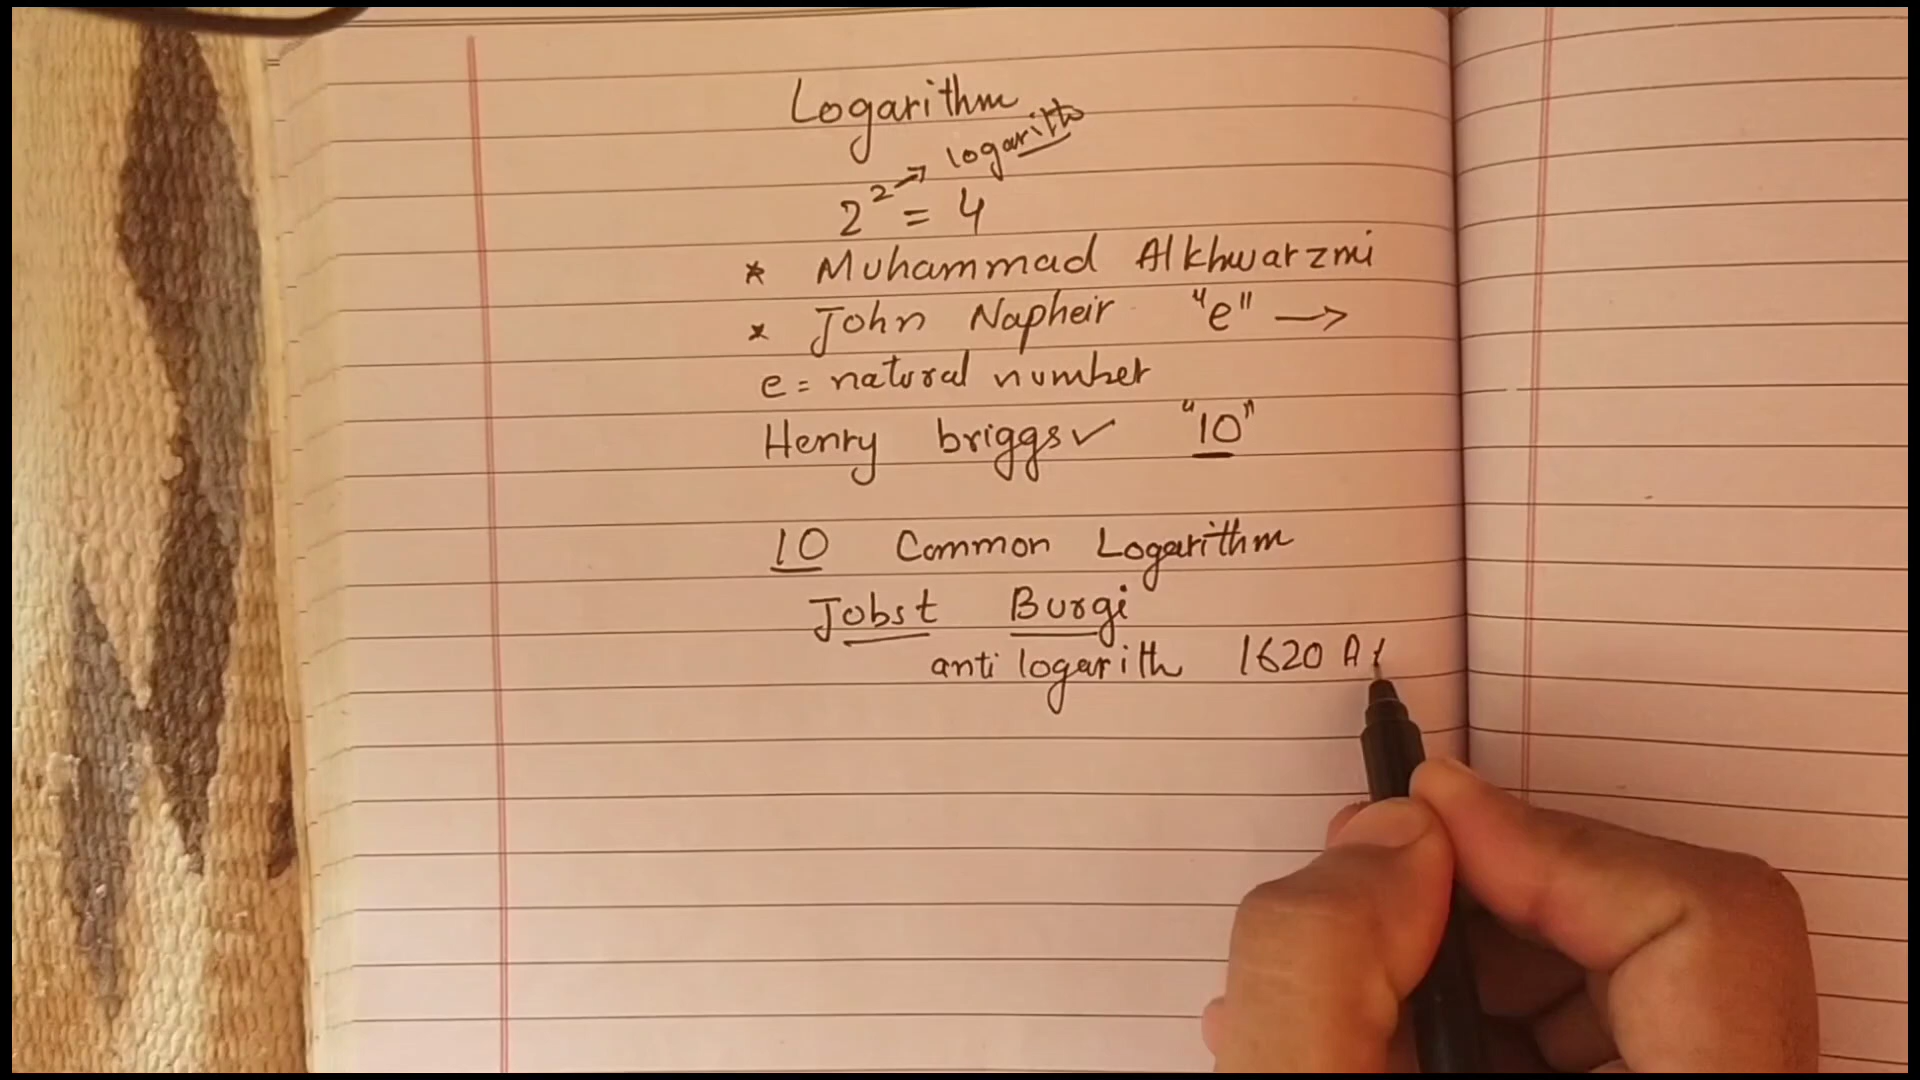 Logarithm
logarith
2² = 4
* Muhammad Alkhwarzmi
* John Napheir "e" →
e = natural number
Henry briggs ✓ "10"
10 Common Logarithm
Jobst Burgi
anti logarith 1620 A